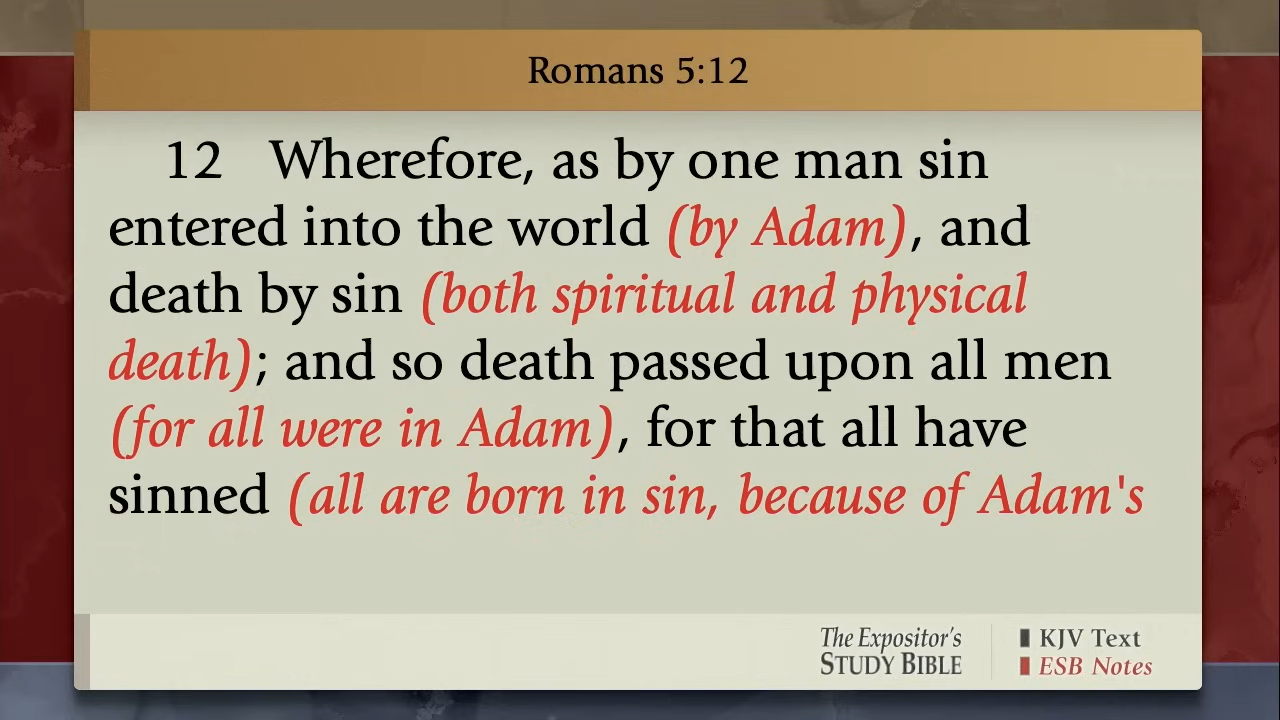 Romans 5:12
12 Wherefore, as by one man sin
entered into the world (by Adam), and
death by sin (both spiritual and physical
death); and so death passed upon all men
(for all were in Adam), for that all have
sinned (all are born in sin, because of Adam's
The Expositor's
STUDY BIBLE
KJV Text
ESB Notes